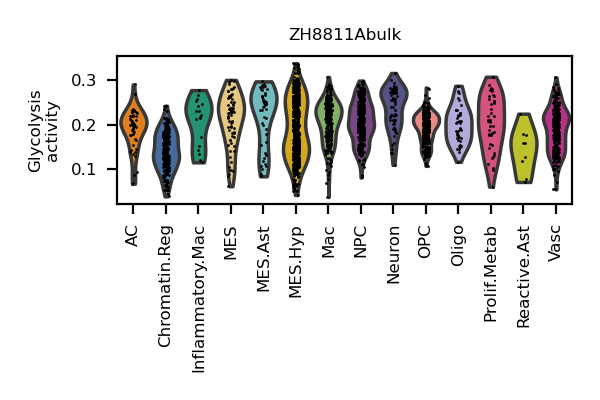 ZH8811Abulk
Glycolysis
activity
0.3
0.2
0.1
AC
Chromatin.Reg
Inflammatory.Mac
MES
MES.Ast
MES.Hyp
Mac
NPC
Neuron
OPC
Oligo
Prolif.Metab
Reactive.Ast
Vasc